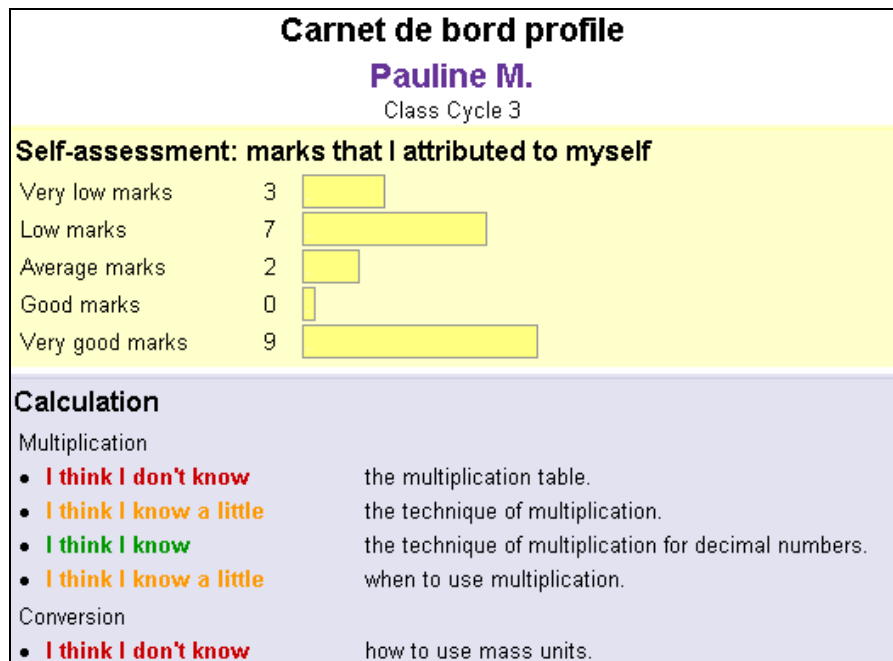 Carnet de bord profile
Pauline M.
Class Cycle 3
Self-assessment: marks that I attributed to myself
Very low marks 3
Low marks 7
Average marks 2
Good marks 0
Very good marks 9
Calculation
Multiplication
• I think I don't know the multiplication table.
• I think I know a little the technique of multiplication.
• I think I know the technique of multiplication for decimal numbers.
• I think I know a little when to use multiplication.
Conversion
• I think I don't know how to use mass units.